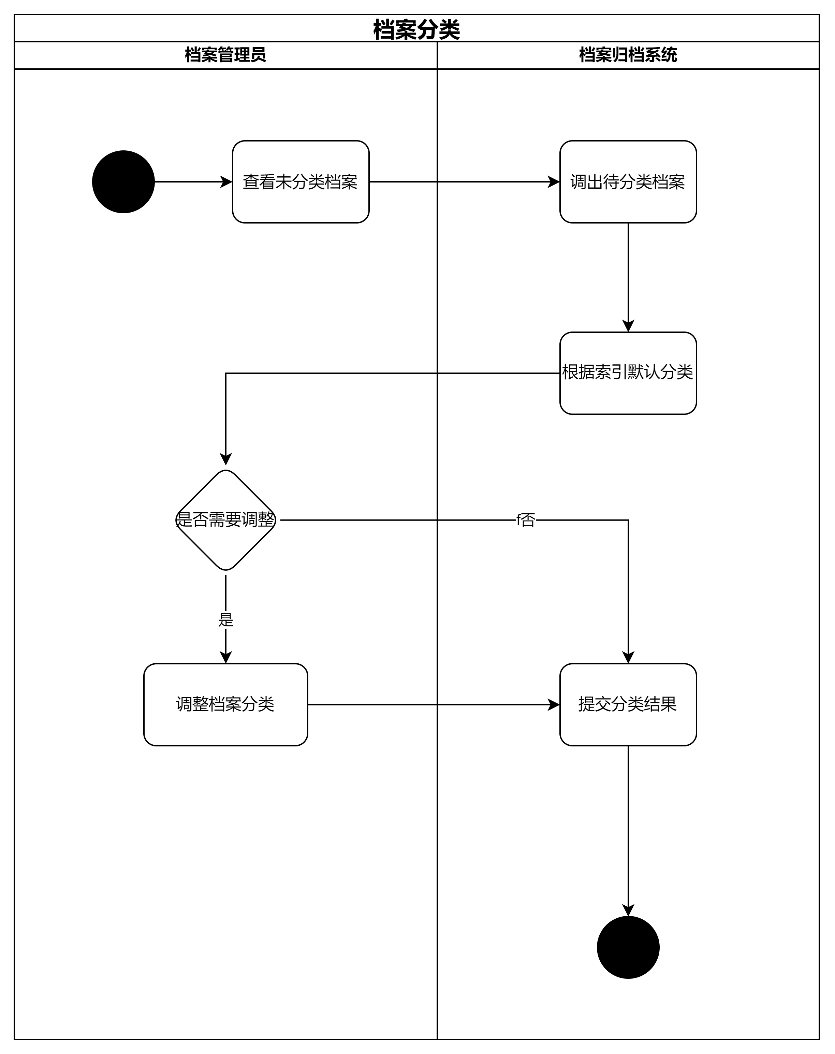 档案分类
档案管理员
档案归档系统
查看未分类档案
调出待分类档案
根据索引默认分类
是否需要调整
f否
是
调整档案分类
提交分类结果